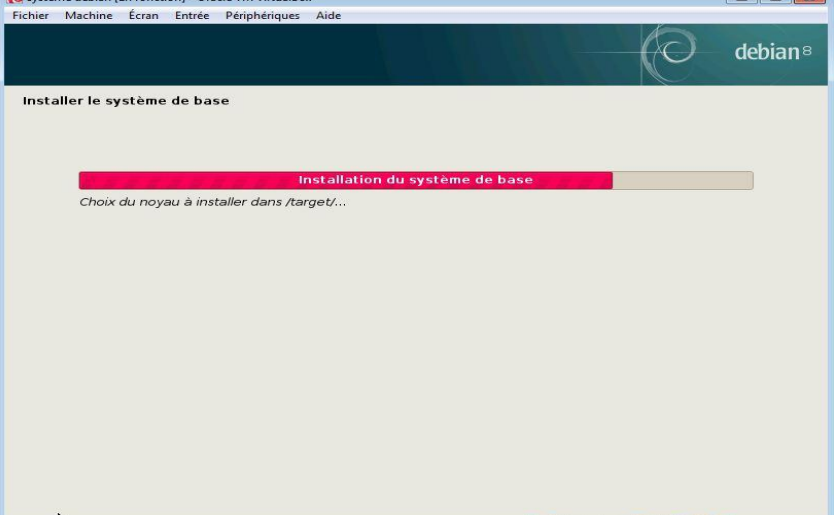 Fichier Machine Écran Entrée Périphériques Aide
debian 8
Installer le système de base
Installation du système de base
Choix du noyau à installer dans /target/...